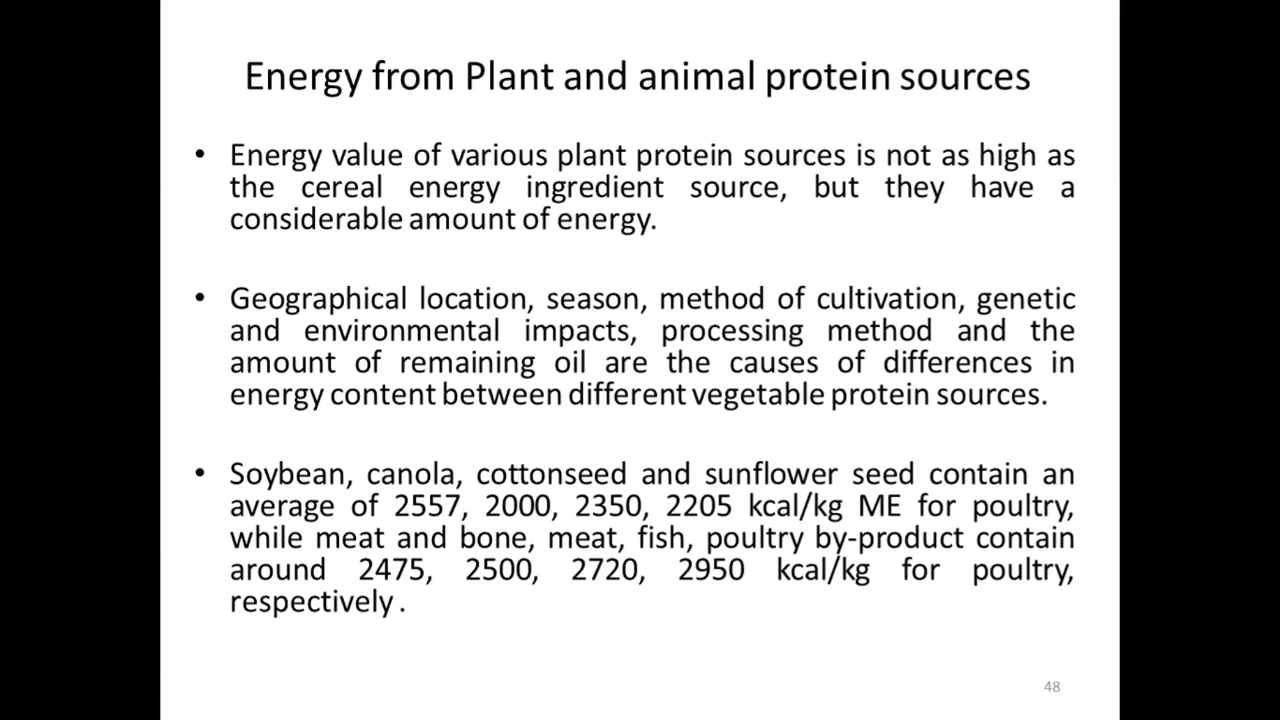 Energy from Plant and animal protein sources
• Energy value of various plant protein sources is not as high as
the cereal energy ingredient source, but they have a
considerable amount of energy.
• Geographical location, season, method of cultivation, genetic
and environmental impacts, processing method and the
amount of remaining oil are the causes of differences in
energy content between different vegetable protein sources.
• Soybean, canola, cottonseed and sunflower seed contain an
average of 2557, 2000, 2350, 2205 kcal/kg ME for poultry,
while meat and bone, meat, fish, poultry by-product contain
around 2475, 2500, 2720, 2950 kcal/kg for poultry,
respectively .
48